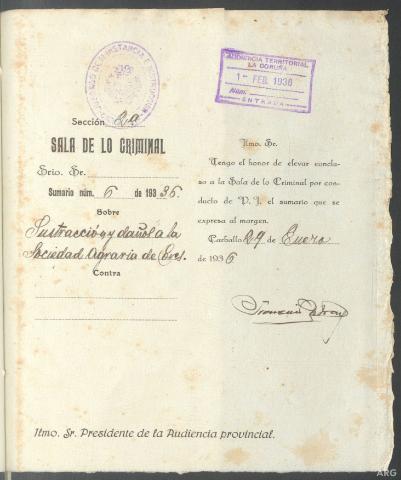 AUDIENCIA TERRITORIAL
LA CORUÑA
1- FEB. 1936
Núm.
ENTRADA
Sección 2ª
SALA DE LO CRIMINAL
Srio. Sr.
Sumario núm. 6 de 1936.
Sobre
Sustracción y daños a la
Sociedad Agraria de
Contra
Ilmo. Sr.
Tengo el honor de elevar conclu-
so a la Sala de lo Criminal por con-
ducto de V. I. el sumario que se
expresa al margen.
Carballo 29 de Enero
de 1936
Ilmo. Sr. Presidente de la Audiencia provincial.
ARG